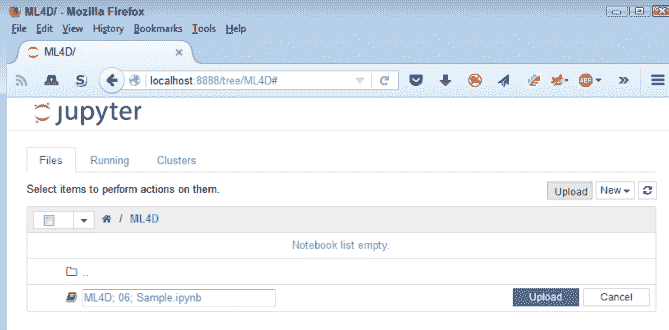 ML4D/ - Mozilla Firefox
File Edit View History Bookmarks Tools Help
ML4D/ ×
localhost:8888/tree/ML4D#
jupyter
Files Running Clusters
Select items to perform actions on them.
Upload New
/ ML4D
Notebook list empty.
..
ML4D; 06; Sample.ipynb Upload Cancel